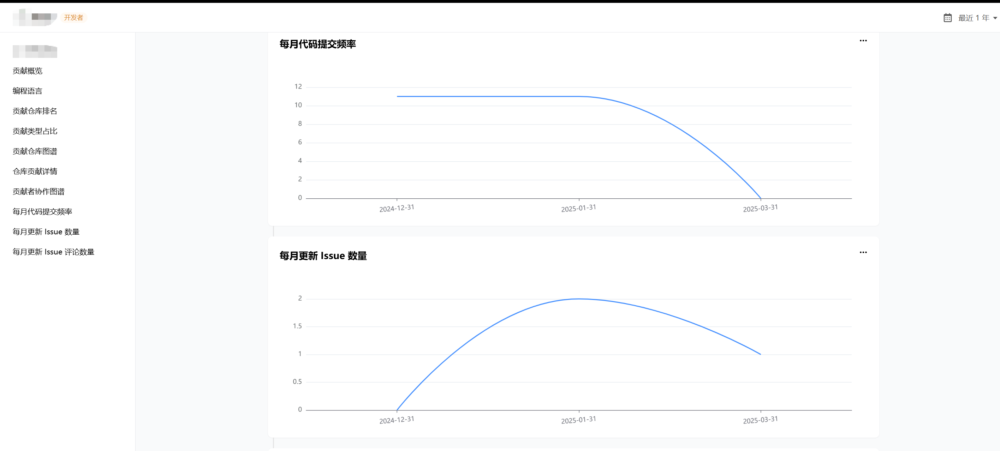 开发者
最近 1 年
贡献概览
编程语言
贡献仓库排名
贡献类型占比
贡献仓库图谱
仓库贡献详情
贡献者协作图谱
每月代码提交频率
每月更新 Issue 数量
每月更新 Issue 评论数量
每月代码提交频率
12
10
8
6
4
2
0
2024-12-31 2025-01-31 2025-03-31
每月更新 Issue 数量
2
1.5
1
0.5
0
2024-12-31 2025-01-31 2025-03-31